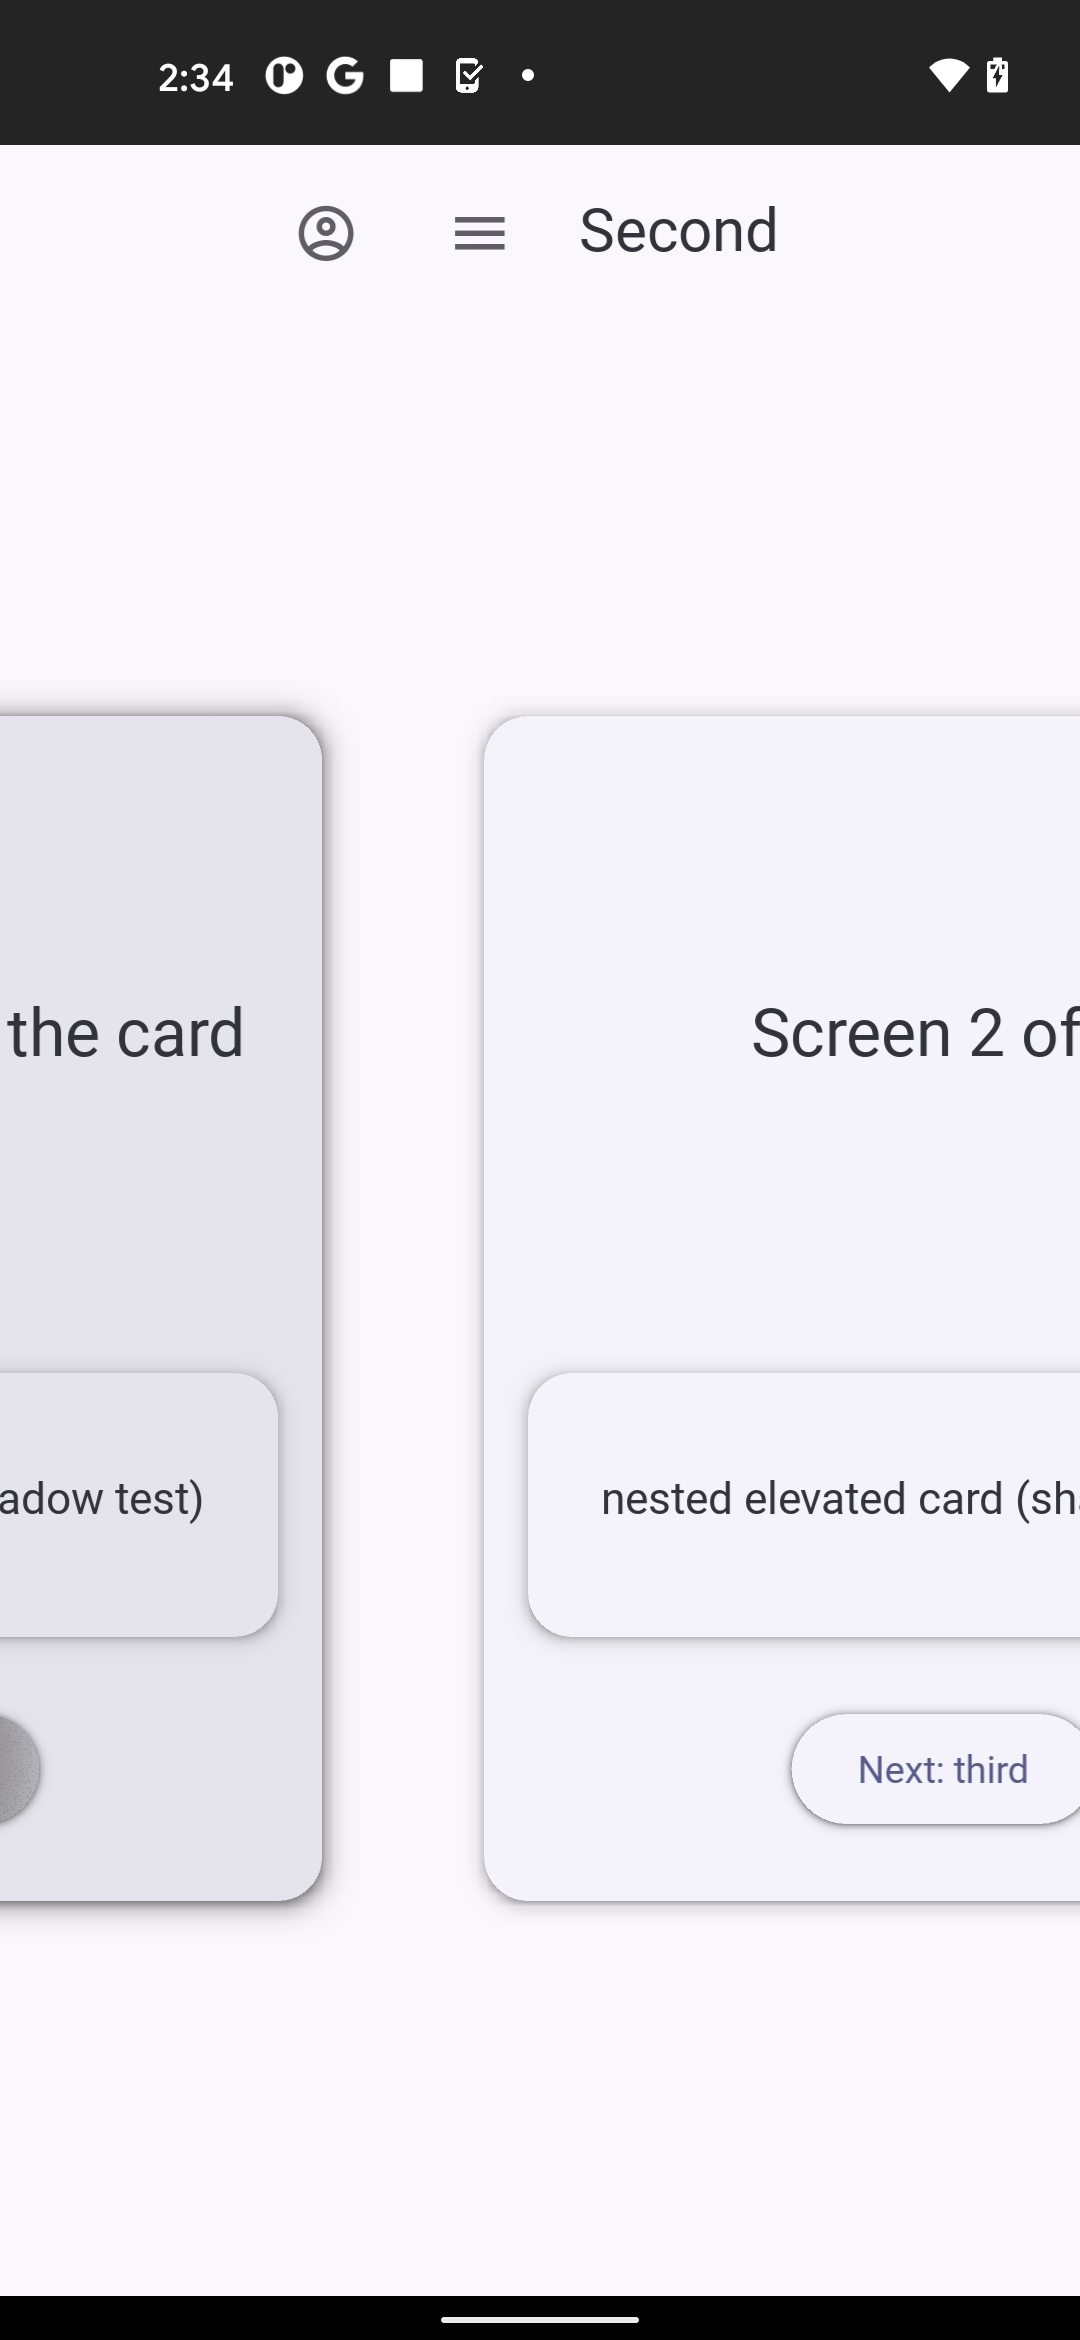 2:34
Second
the card
Screen 2 of
adow test)
nested elevated card (sh
Next: third